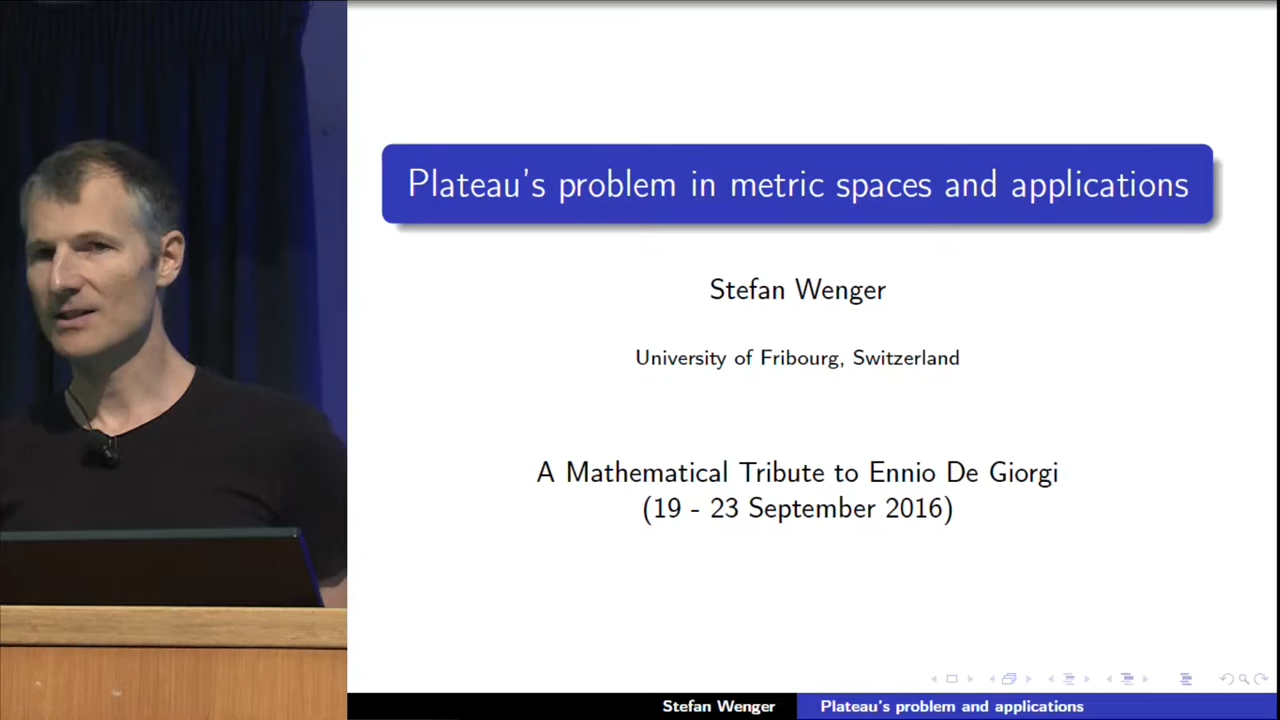 Plateau's problem in metric spaces and applications
Stefan Wenger
University of Fribourg, Switzerland
A Mathematical Tribute to Ennio De Giorgi
(19 - 23 September 2016)
Stefan Wenger
Plateau's problem and applications